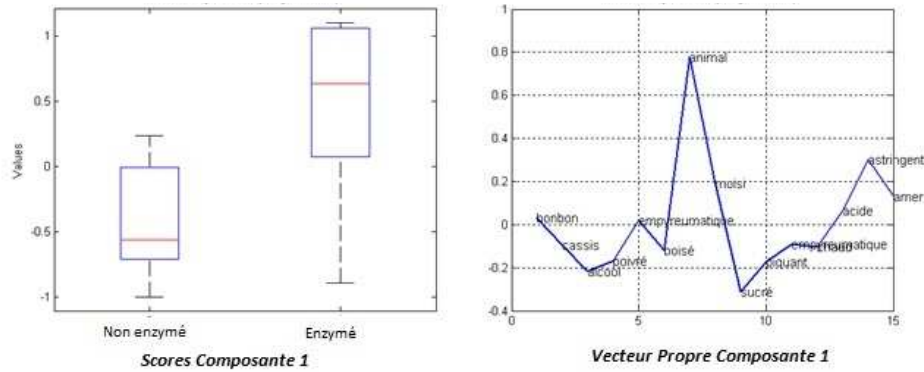 Values
1
0.5
0
-0.5
-1
Non enzymé
Enzymé
Scores Composante 1
1
0.8
0.6
0.4
0.2
0
-0.2
-0.4
0
5
10
15
bonbon
cassis
alcool
poivré
empyreumatique
boisé
animal
moisi
sucré
piquant
empyreumatique
chaud
acide
astringent
amer
Vecteur Propre Composante 1